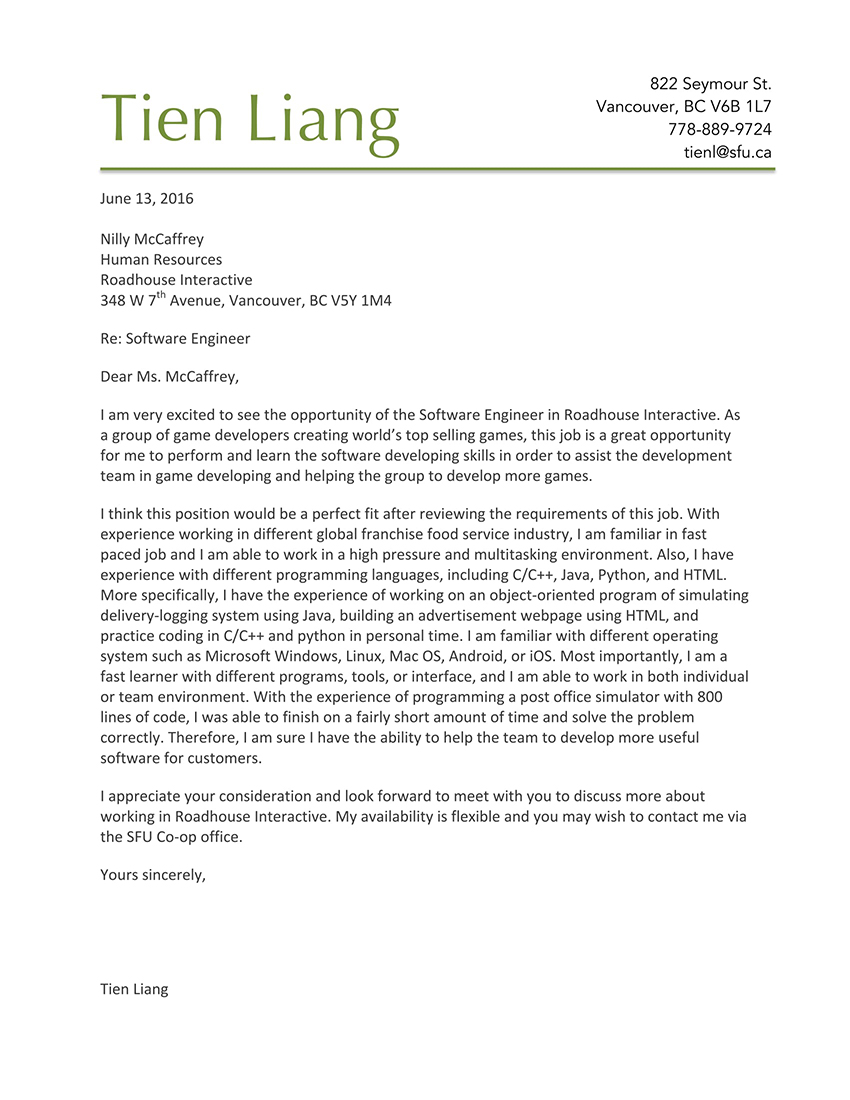 Tien Liang
822 Seymour St.
Vancouver, BC V6B 1L7
778-889-9724
tienl@sfu.ca
June 13, 2016
Nilly McCaffrey
Human Resources
Roadhouse Interactive
348 W 7th Avenue, Vancouver, BC V5Y 1M4
Re: Software Engineer
Dear Ms. McCaffrey,
I am very excited to see the opportunity of the Software Engineer in Roadhouse Interactive. As
a group of game developers creating world’s top selling games, this job is a great opportunity
for me to perform and learn the software developing skills in order to assist the development
team in game developing and helping the group to develop more games.
I think this position would be a perfect fit after reviewing the requirements of this job. With
experience working in different global franchise food service industry, I am familiar in fast
paced job and I am able to work in a high pressure and multitasking environment. Also, I have
experience with different programming languages, including C/C++, Java, Python, and HTML.
More specifically, I have the experience of working on an object-oriented program of simulating
delivery-logging system using Java, building an advertisement webpage using HTML, and
practice coding in C/C++ and python in personal time. I am familiar with different operating
system such as Microsoft Windows, Linux, Mac OS, Android, or iOS. Most importantly, I am a
fast learner with different programs, tools, or interface, and I am able to work in both individual
or team environment. With the experience of programming a post office simulator with 800
lines of code, I was able to finish on a fairly short amount of time and solve the problem
correctly. Therefore, I am sure I have the ability to help the team to develop more useful
software for customers.
I appreciate your consideration and look forward to meet with you to discuss more about
working in Roadhouse Interactive. My availability is flexible and you may wish to contact me via
the SFU Co-op office.
Yours sincerely,
Tien Liang